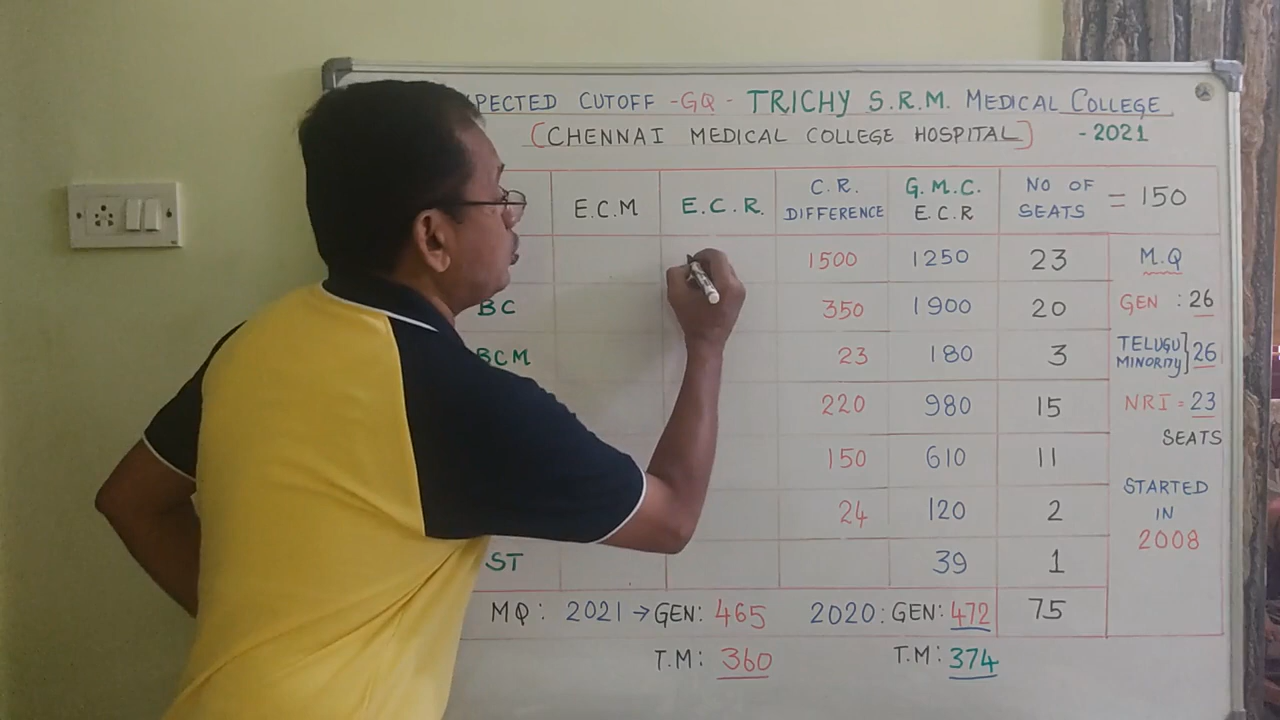 PECTED CUTOFF -GQ- TRICHY S.R.M. MEDICAL COLLEGE
(CHENNAI MEDICAL COLLEGE HOSPITAL) - 2021
E.C.M E.C.R. C.R. DIFFERENCE G.M.C. E.C.R NO OF SEATS = 150
1500 1250 23
BC 350 1900 20
BCM 23 180 3
220 980 15
150 610 11
24 120 2
ST 39 1
75
M.Q
GEN : 26
TELUGU MINORITY} 26
NRI = 23
SEATS
STARTED
IN
2008
MQ: 2021 → GEN: 465 2020: GEN: 472
T.M: 360 T.M: 374